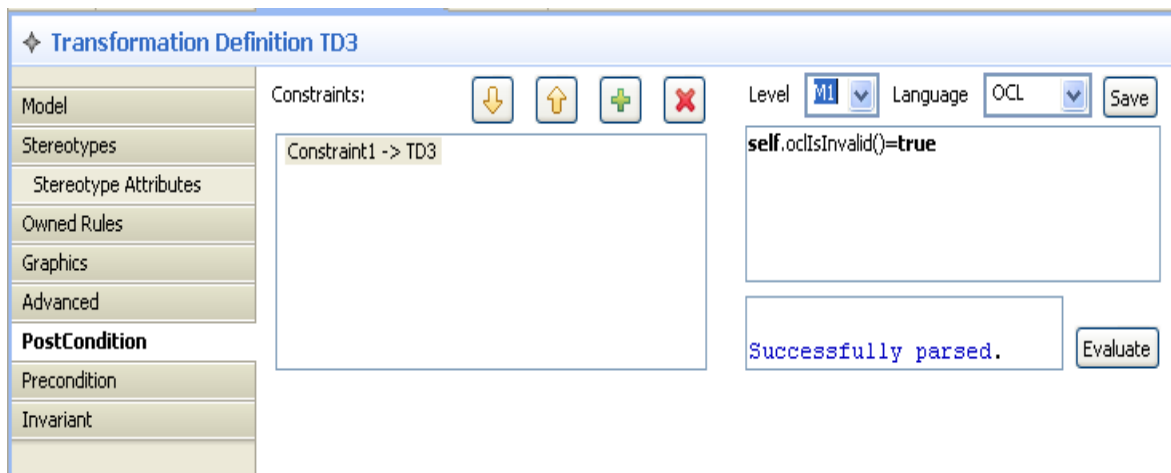 Transformation Definition TD3
Model
Stereotypes
Stereotype Attributes
Owned Rules
Graphics
Advanced
PostCondition
Precondition
Invariant
Constraints:
Constraint1 -> TD3
Level M1 Language OCL Save
self.oclIsInvalid()=true
Successfully parsed.
Evaluate